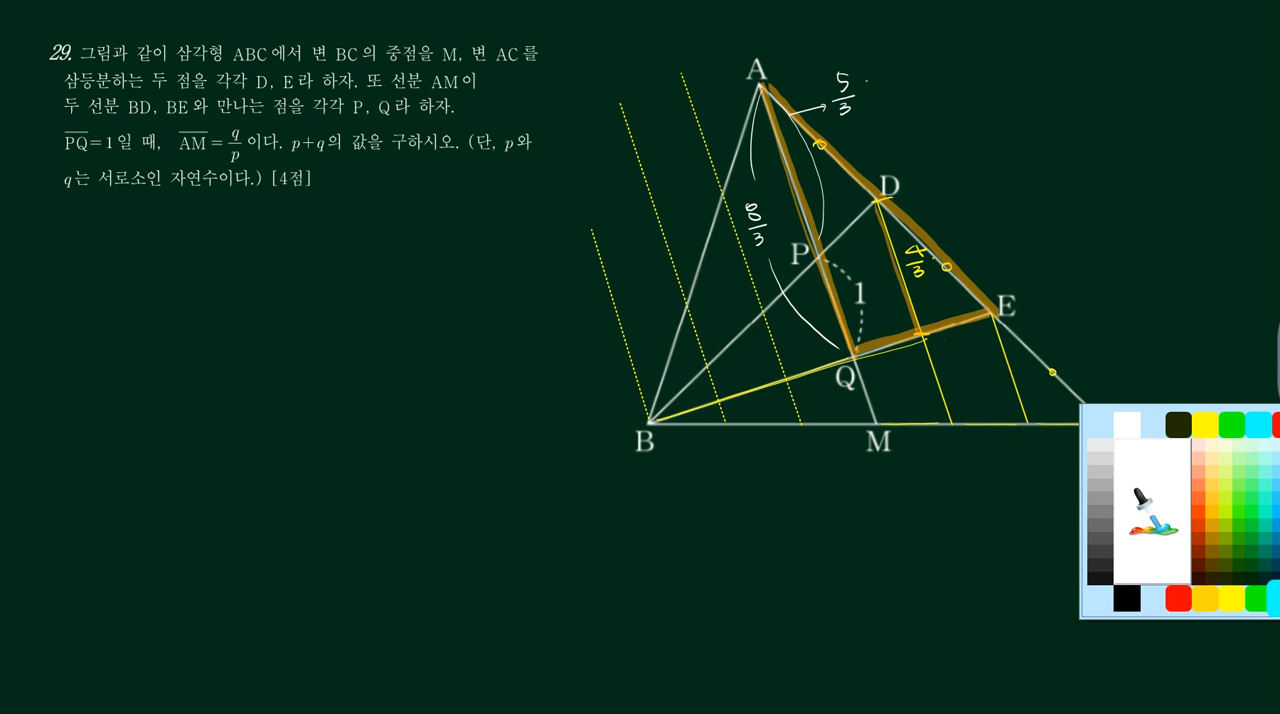 29. 그림과 같이 삼각형 ABC에서 변 BC의 중점을 M, 변 AC를
삼등분하는 두 점을 각각 D, E라 하자. 또 선분 AM이
두 선분 BD, BE와 만나는 점을 각각 P, Q라 하자.
PQ=1일 때, AM=q/p이다. p+q의 값을 구하시오. (단, p와
q는 서로소인 자연수이다.) [4점]
A
5/3
D
8/3
P
4/3
1
E
Q
B
M